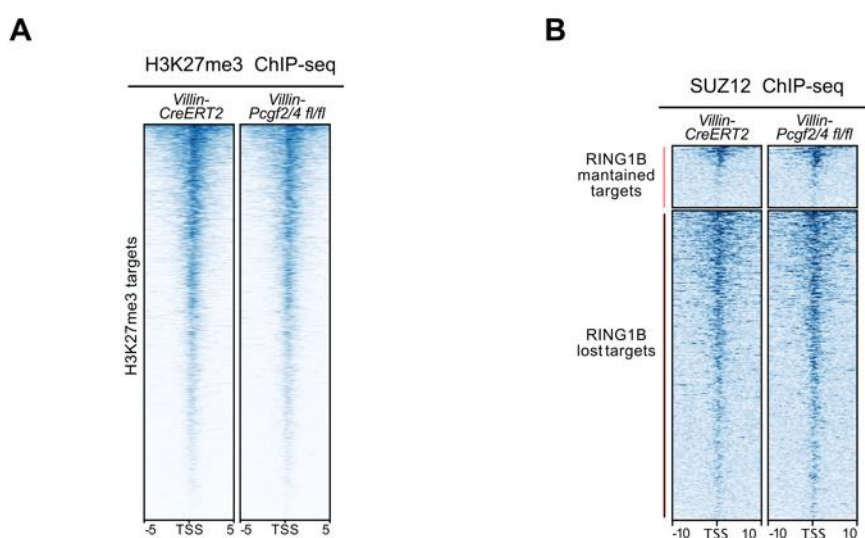 A
H3K27me3 ChIP-seq
Villin-
CreERT2
Villin-
Pcgf2/4 fl/fl
H3K27me3 targets
-5 TSS 5
-5 TSS 5
B
SUZ12 ChIP-seq
Villin-
CreERT2
Villin-
Pcgf2/4 fl/fl
RING1B
mantained
targets
RING1B
lost targets
-10 TSS 10
-10 TSS 10